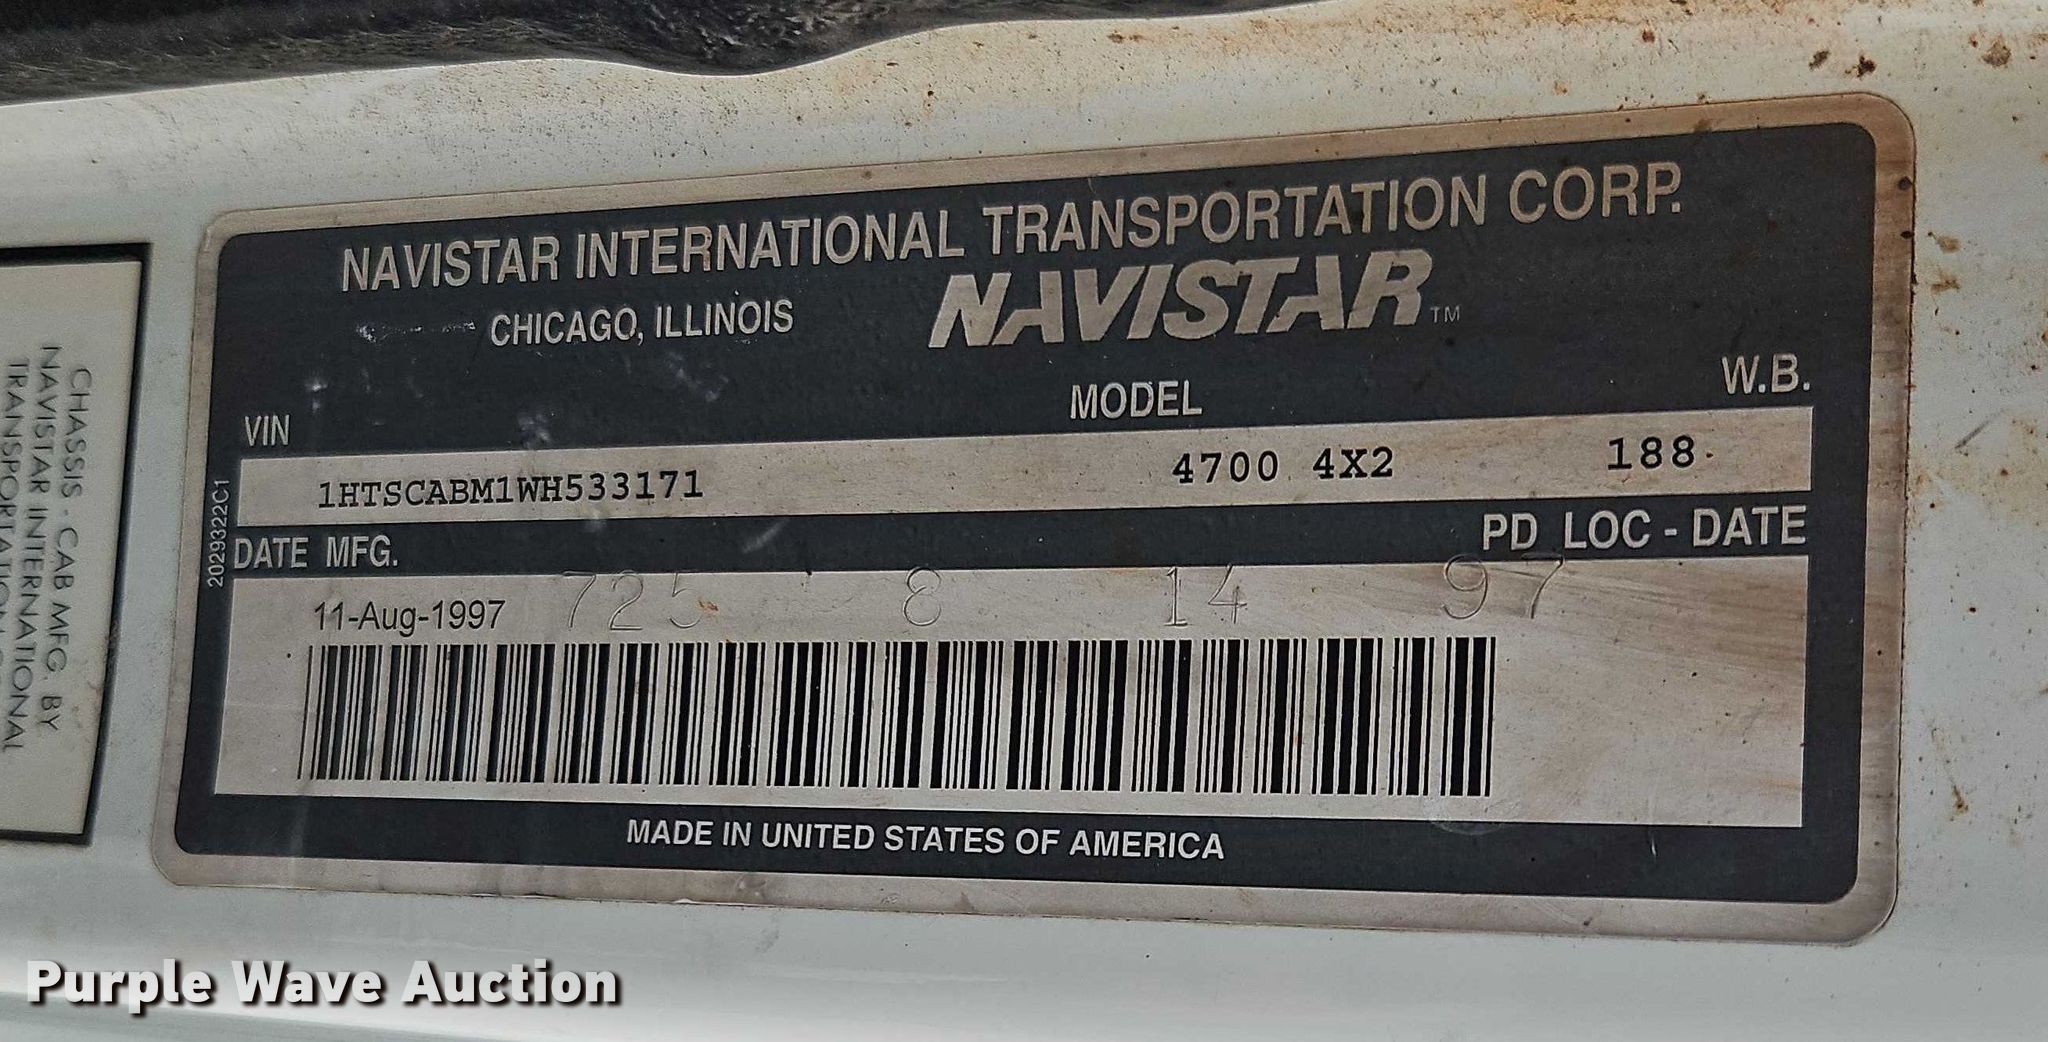 NAVISTAR INTERNATIONAL TRANSPORTATION CORP.
CHICAGO, ILLINOIS
NAVISTAR™
VIN MODEL W.B.
1HTSCABM1WH533171 4700 4X2 188.
DATE MFG. PD LOC - DATE
11-Aug-1997 725 8 14 97
MADE IN UNITED STATES OF AMERICA
2029322C1
CHASSIS - CAB MFG. BY
NAVISTAR INTERNATIONAL
Purple Wave Auction